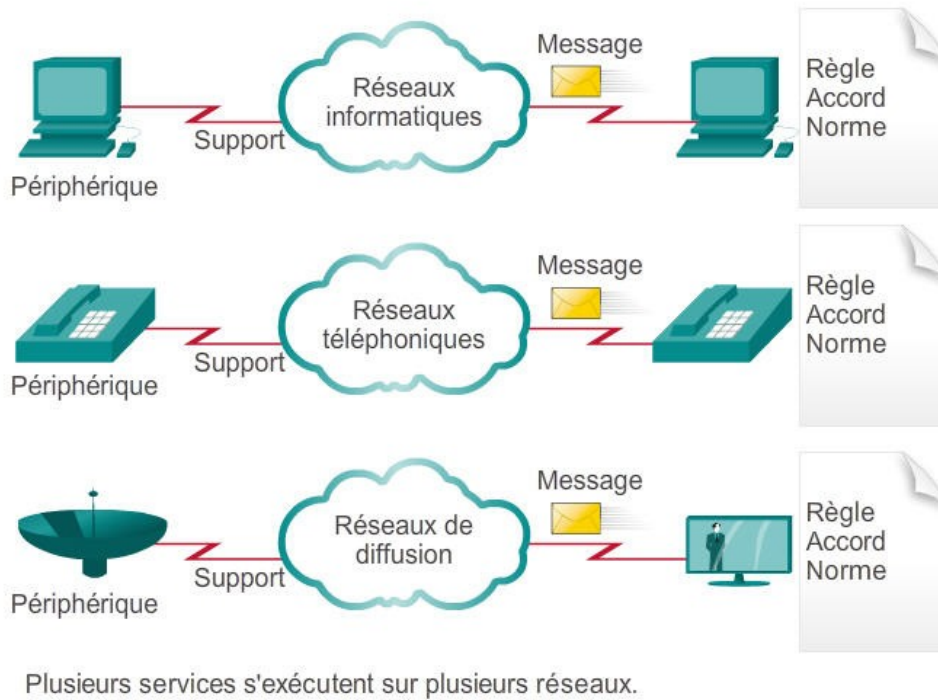 Message
Réseaux
informatiques
Support
Périphérique
Règle
Accord
Norme
Message
Réseaux
téléphoniques
Support
Périphérique
Règle
Accord
Norme
Message
Réseaux de
diffusion
Support
Périphérique
Règle
Accord
Norme
Plusieurs services s'exécutent sur plusieurs réseaux.